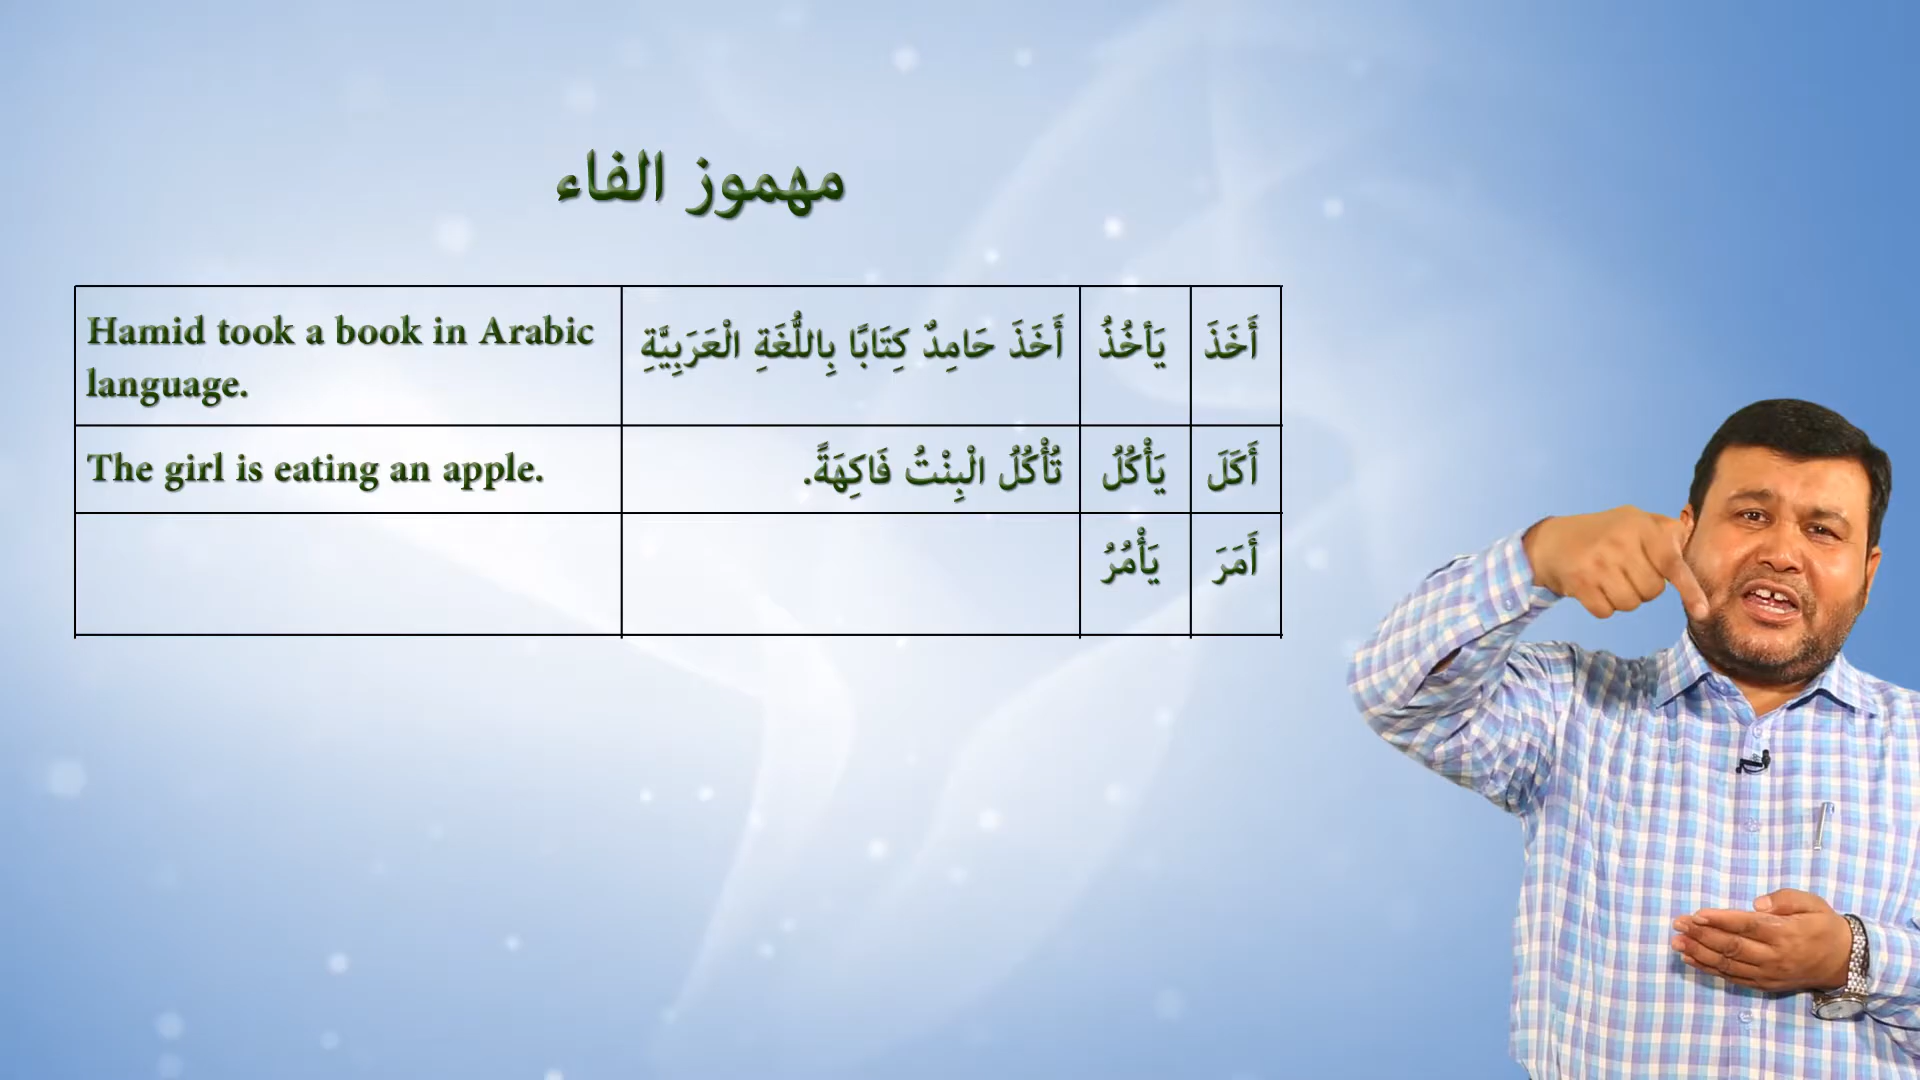 مهموز الفاء
أَخَذَ يَأخُذُ أَخَذَ حَامِدٌ كِتَابًا بِاللُّغَةِ الْعَرَبِيَّةِ Hamid took a book in Arabic
language.
أَكَلَ يَأْكُلُ تُأْكُلُ الْبِنْتُ فَاكِهَةً. The girl is eating an apple.
أَمَرَ يَأْمُرُ